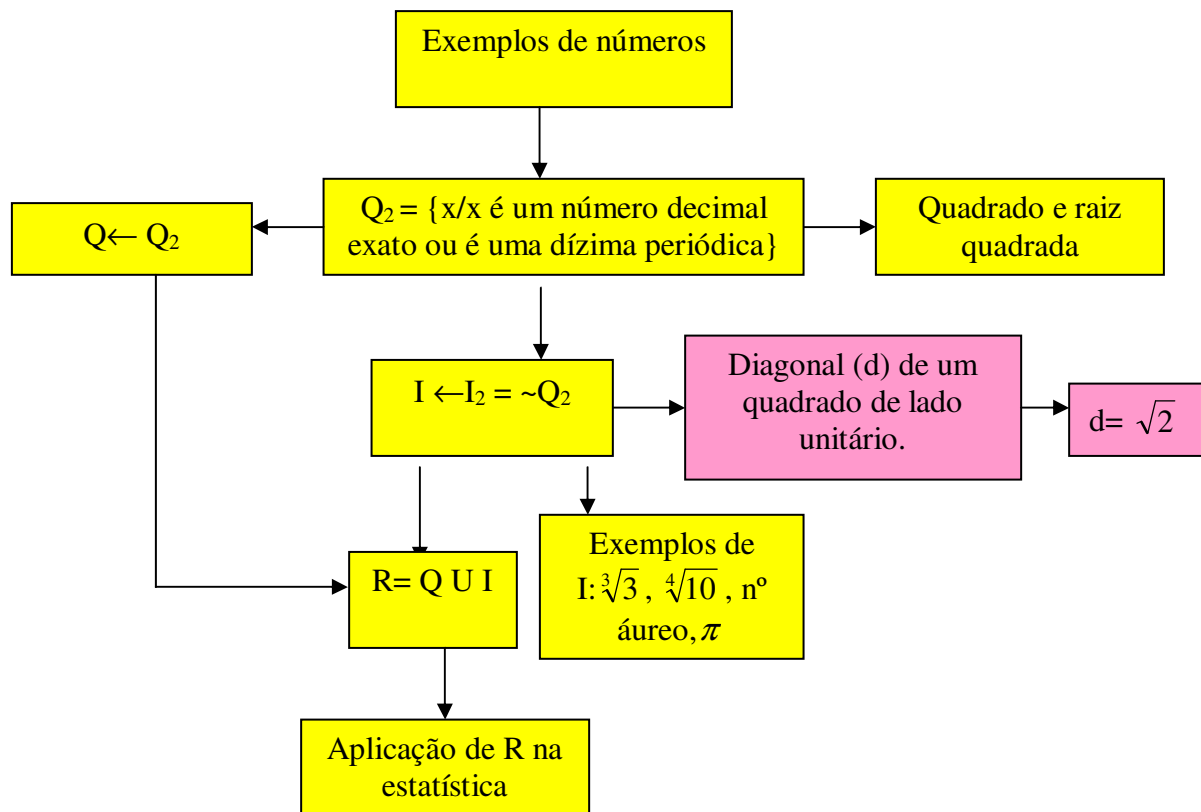 Exemplos de números
Q← Q₂
Q₂ = {x/x é um número decimal
exato ou é uma dízima periódica}
Quadrado e raiz
quadrada
I ←I₂ = ~Q₂
Diagonal (d) de um
quadrado de lado
unitário.
d= √2
R= Q U I
Exemplos de
I: ∛3 , ∜10 , nº
áureo, π
Aplicação de R na
estatística